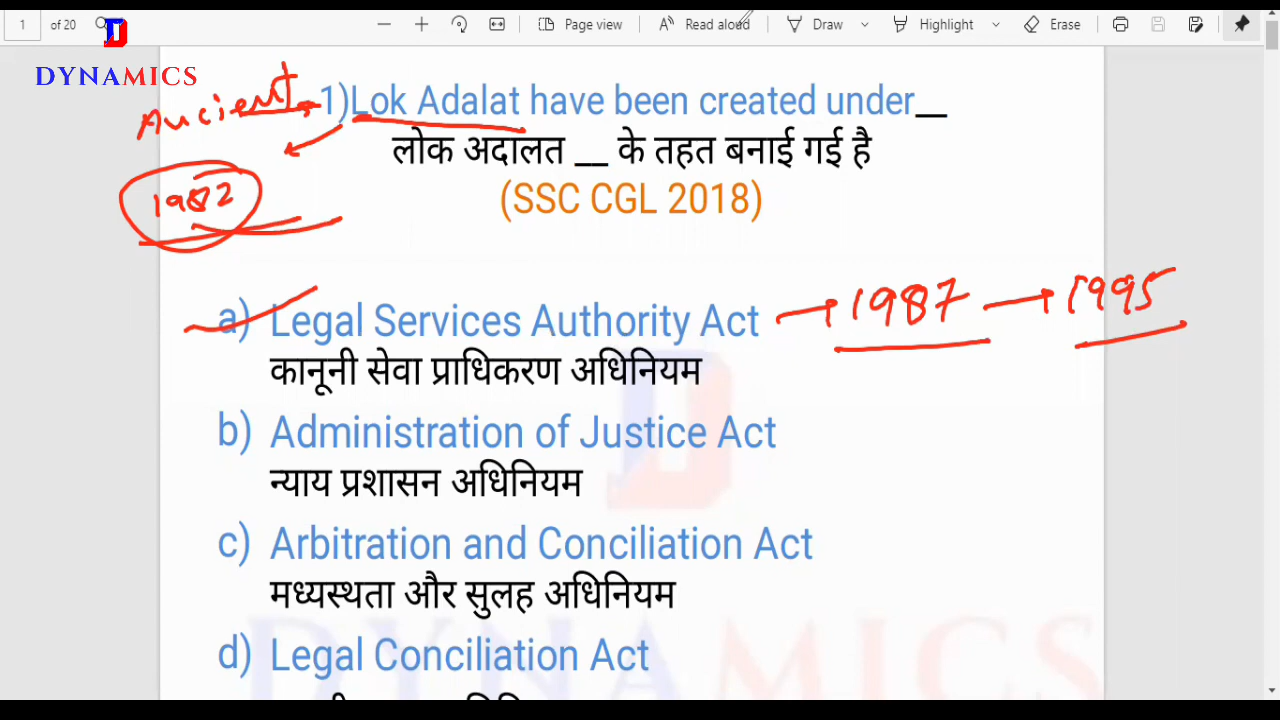 1 of 20 Page view Read aloud Draw Highlight Erase
DYNAMICS
Ancient
1)Lok Adalat have been created under__
लोक अदालत __ के तहत बनाई गई है
1982
(SSC CGL 2018)
a) Legal Services Authority Act 1987 1995
कानूनी सेवा प्राधिकरण अधिनियम
b) Administration of Justice Act
न्याय प्रशासन अधिनियम
c) Arbitration and Conciliation Act
मध्यस्थता और सुलह अधिनियम
d) Legal Conciliation Act
DYNAMICS